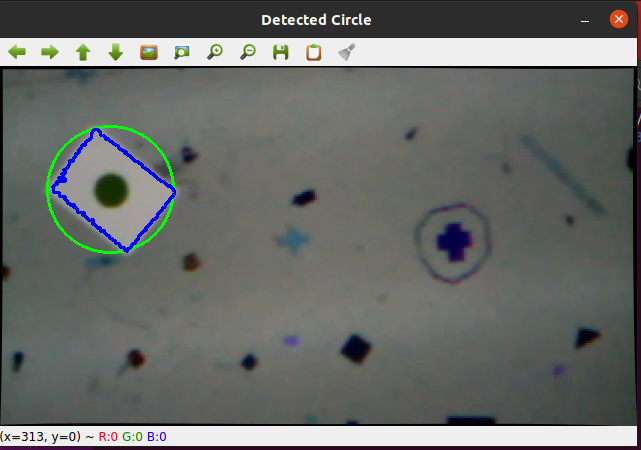 Detected Circle
(x=313, y=0) ~ R:0 G:0 B:0